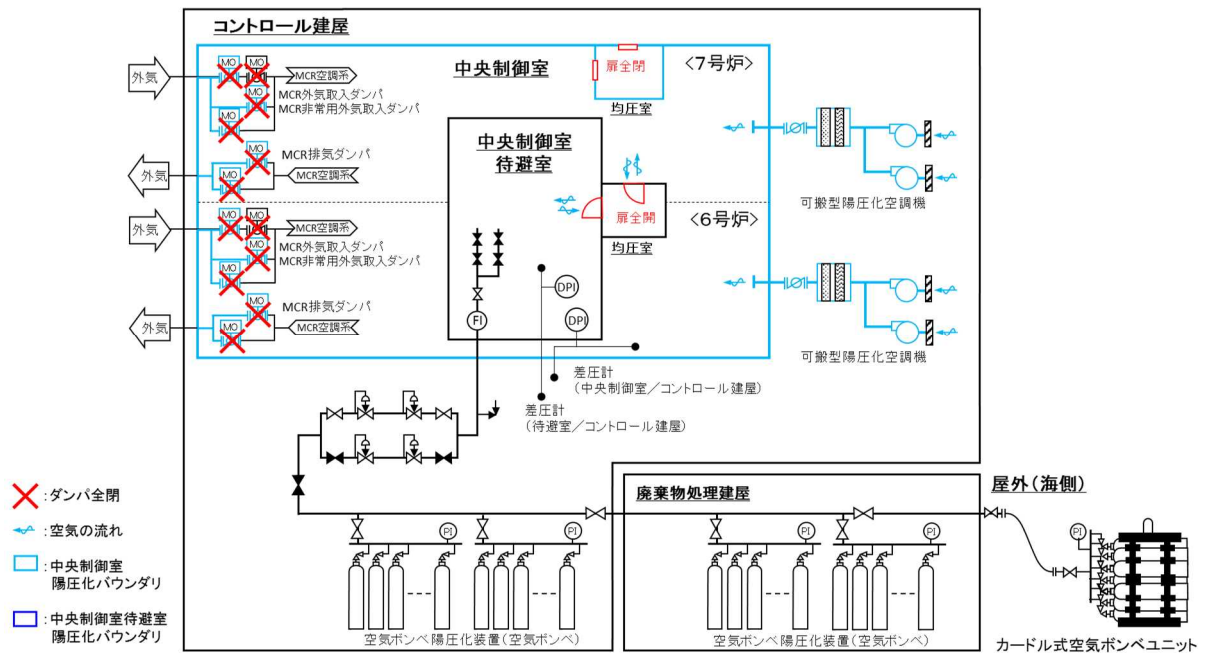 コントロール建屋
中央制御室
<7号炉>
扉全閉
均圧室
外気
MO
MO
MCR空調系
MCR外気取入ダンパ
MO
MCR非常用外気取入ダンパ
MO
MO
MCR排気ダンパ
外気
MO
MCR空調系
中央制御室
待避室
可搬型陽圧化空調機
外気
MO
MO
MCR空調系
MCR外気取入ダンパ
MO
MCR非常用外気取入ダンパ
MO
扉全開
<6号炉>
均圧室
MO
MCR排気ダンパ
外気
MO
MCR空調系
DPI
DPI
FI
可搬型陽圧化空調機
差圧計
(中央制御室/コントロール建屋)
差圧計
(待避室/コントロール建屋)
:ダンパ全閉
:空気の流れ
:中央制御室
陽圧化バウンダリ
:中央制御室待避室
陽圧化バウンダリ
廃棄物処理建屋
屋外(海側)
PI
PI
PI
PI
PI
空気ボンベ陽圧化装置(空気ボンベ)
空気ボンベ陽圧化装置(空気ボンベ)
カードル式空気ボンベユニット